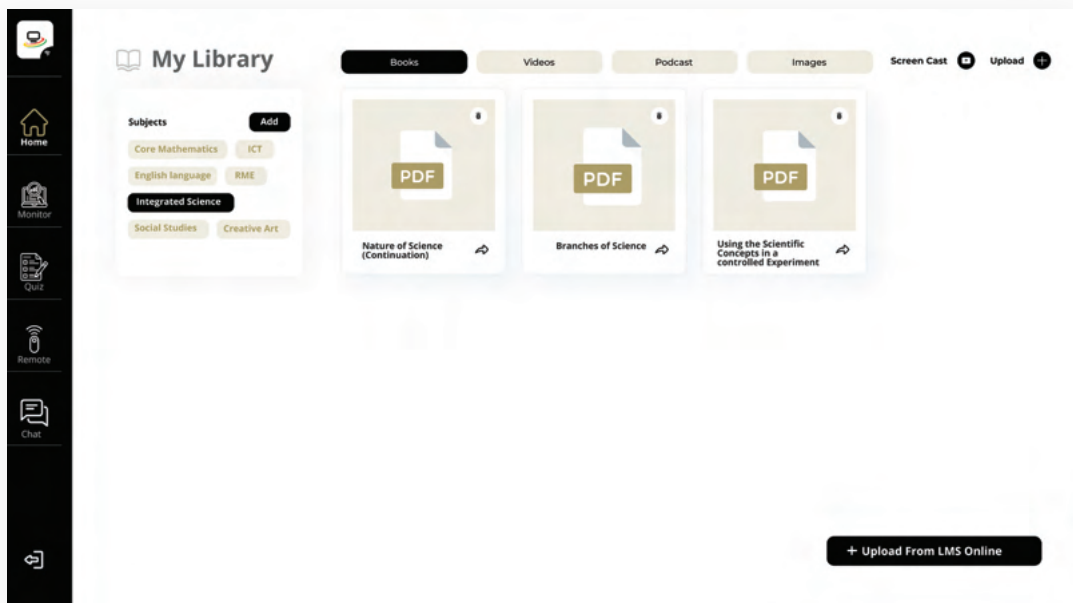 My Library
Books
Videos
Podcast
Images
Screen Cast
Upload
Home
Monitor
Quiz
Remote
Chat
Subjects
Add
Core Mathematics
ICT
English language
RME
Integrated Science
Social Studies
Creative Art
PDF
Nature of Science
(Continuation)
PDF
Branches of Science
PDF
Using the Scientific
Concepts in a
controlled Experiment
+ Upload From LMS Online